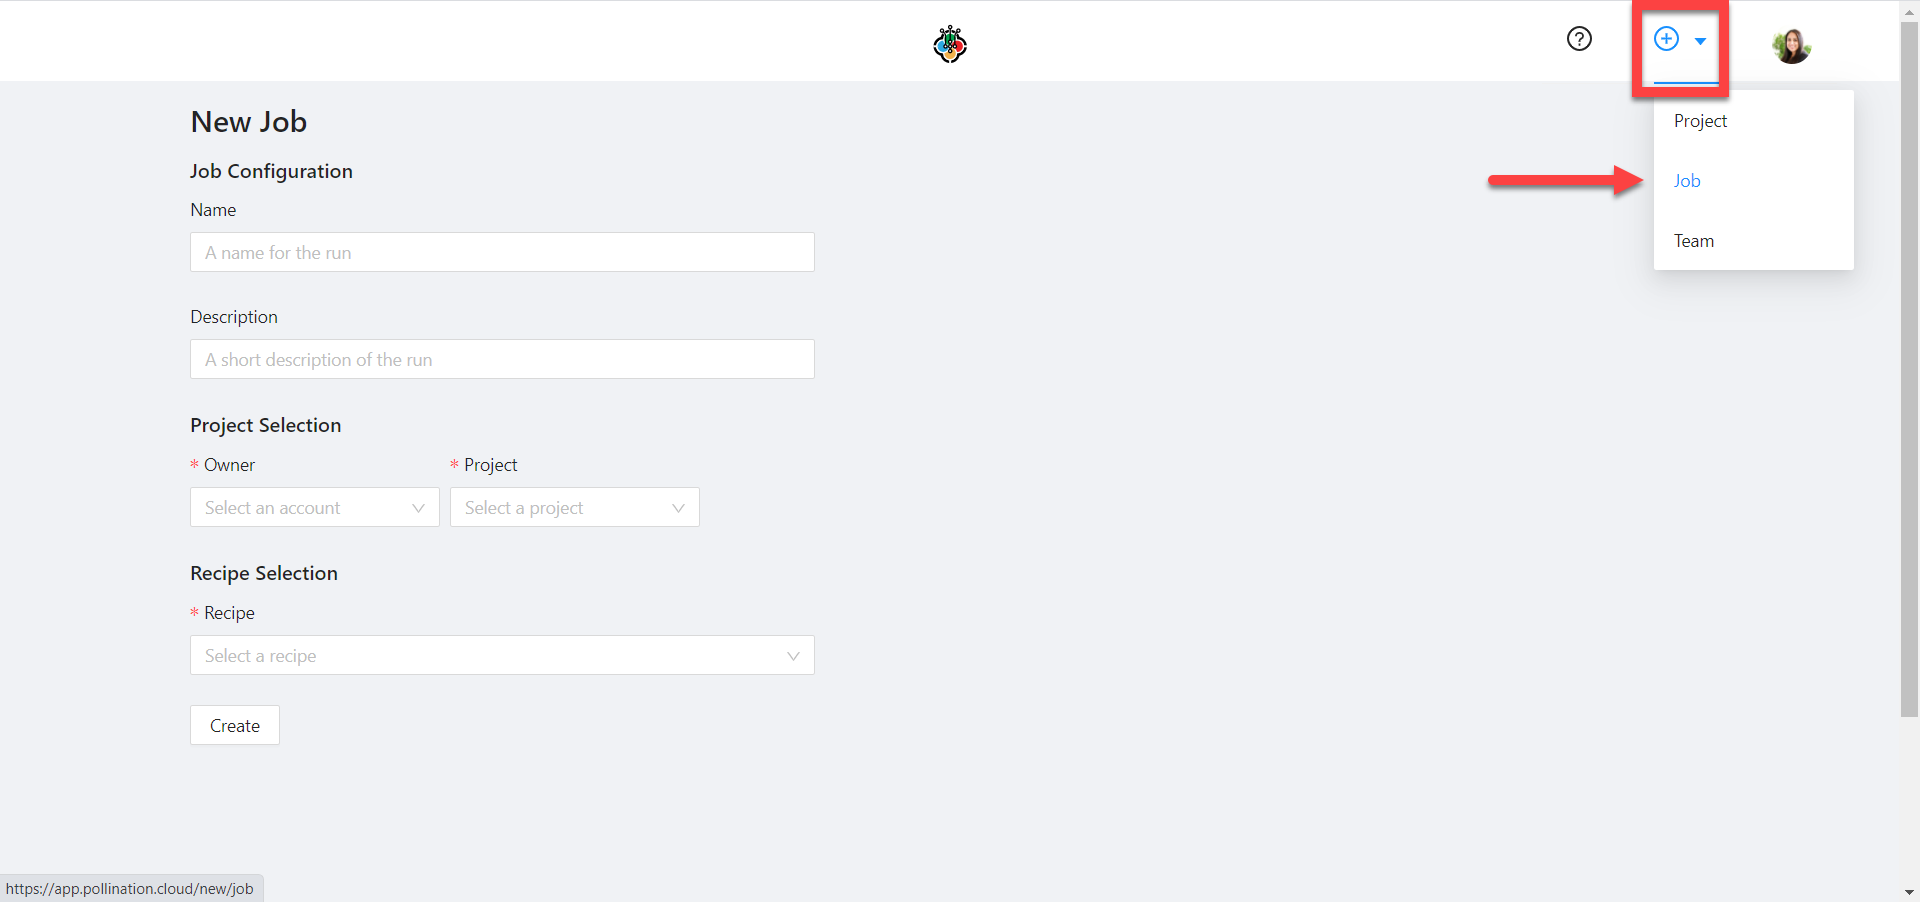 New Job
Job Configuration
Name
A name for the run
Description
A short description of the run
Project Selection
* Owner
* Project
Select an account
Select a project
Recipe Selection
* Recipe
Select a recipe
Create
Project
Job
Team
https://app.pollination.cloud/new/job